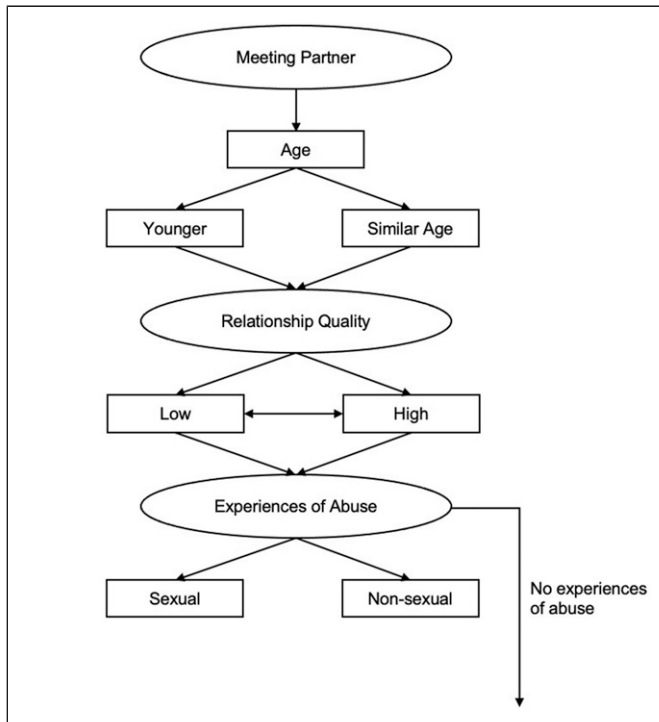 Meeting Partner
Age
Younger
Similar Age
Relationship Quality
Low
High
Experiences of Abuse
Sexual
Non-sexual
No experiences
of abuse